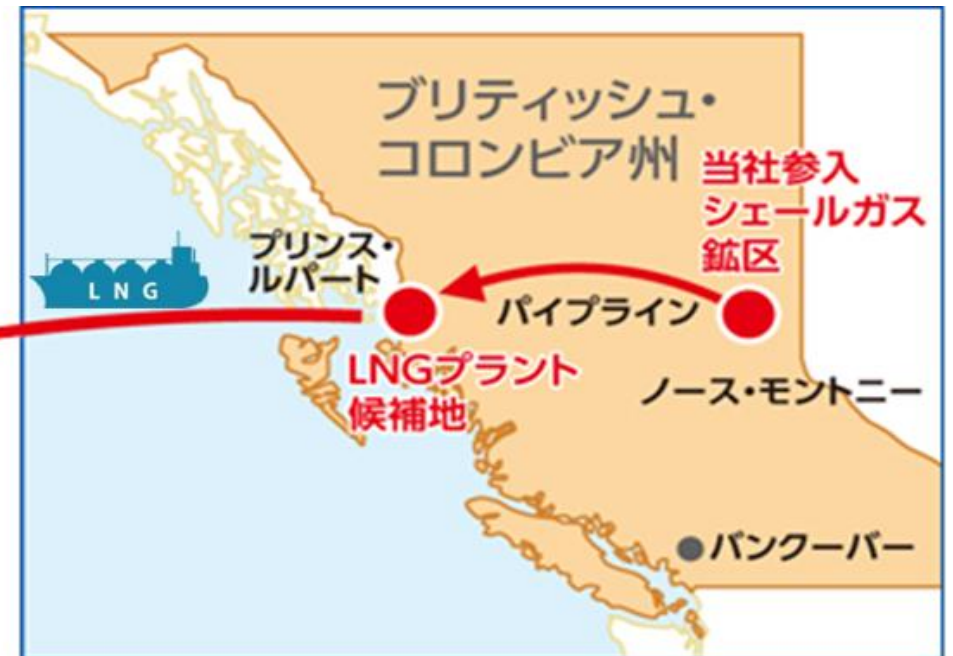 ブリティッシュ・
コロンビア州
当社参入
シェールガス
鉱区
プリンス・
ルパート
LNG
パイプライン
LNGプラント
候補地
ノース・モントニー
バンクーバー